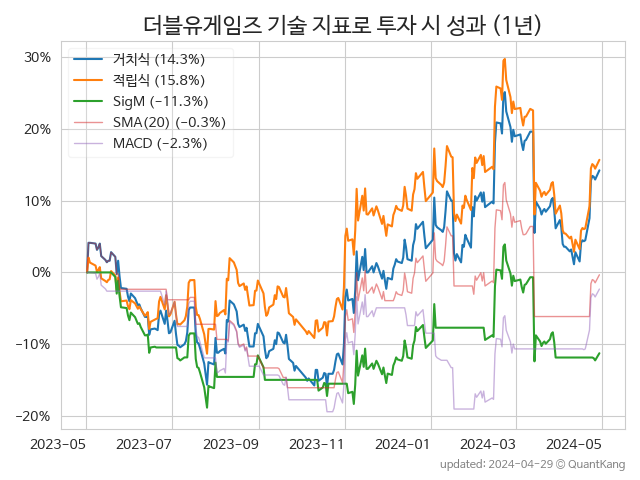 더블유게임즈 기술 지표로 투자 시 성과 (1년)
거치식 (14.3%)
적립식 (15.8%)
SigM (−11.3%)
SMA(20) (−0.3%)
MACD (−2.3%)
30%
20%
10%
0%
−10%
−20%
2023-05
2023-07
2023-09
2023-11
2024-01
2024-03
2024-05
updated: 2024-04-29 © QuantKang